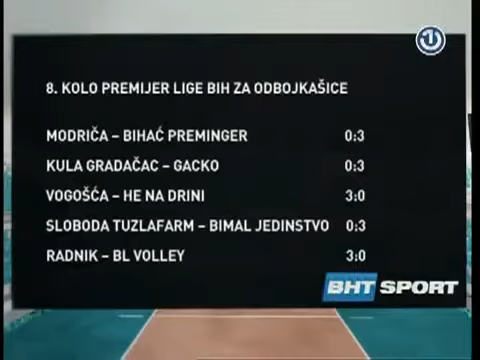 1
8. KOLO PREMIJER LIGE BIH ZA ODBOJKAŠICE
MODRIČA – BIHAĆ PREMINGER 0:3
KULA GRADAČAC – GACKO 0:3
VOGOŠĆA – HE NA DRINI 3:0
SLOBODA TUZLAFARM – BIMAL JEDINSTVO 0:3
RADNIK – BL VOLLEY 3:0
BHT SPORT